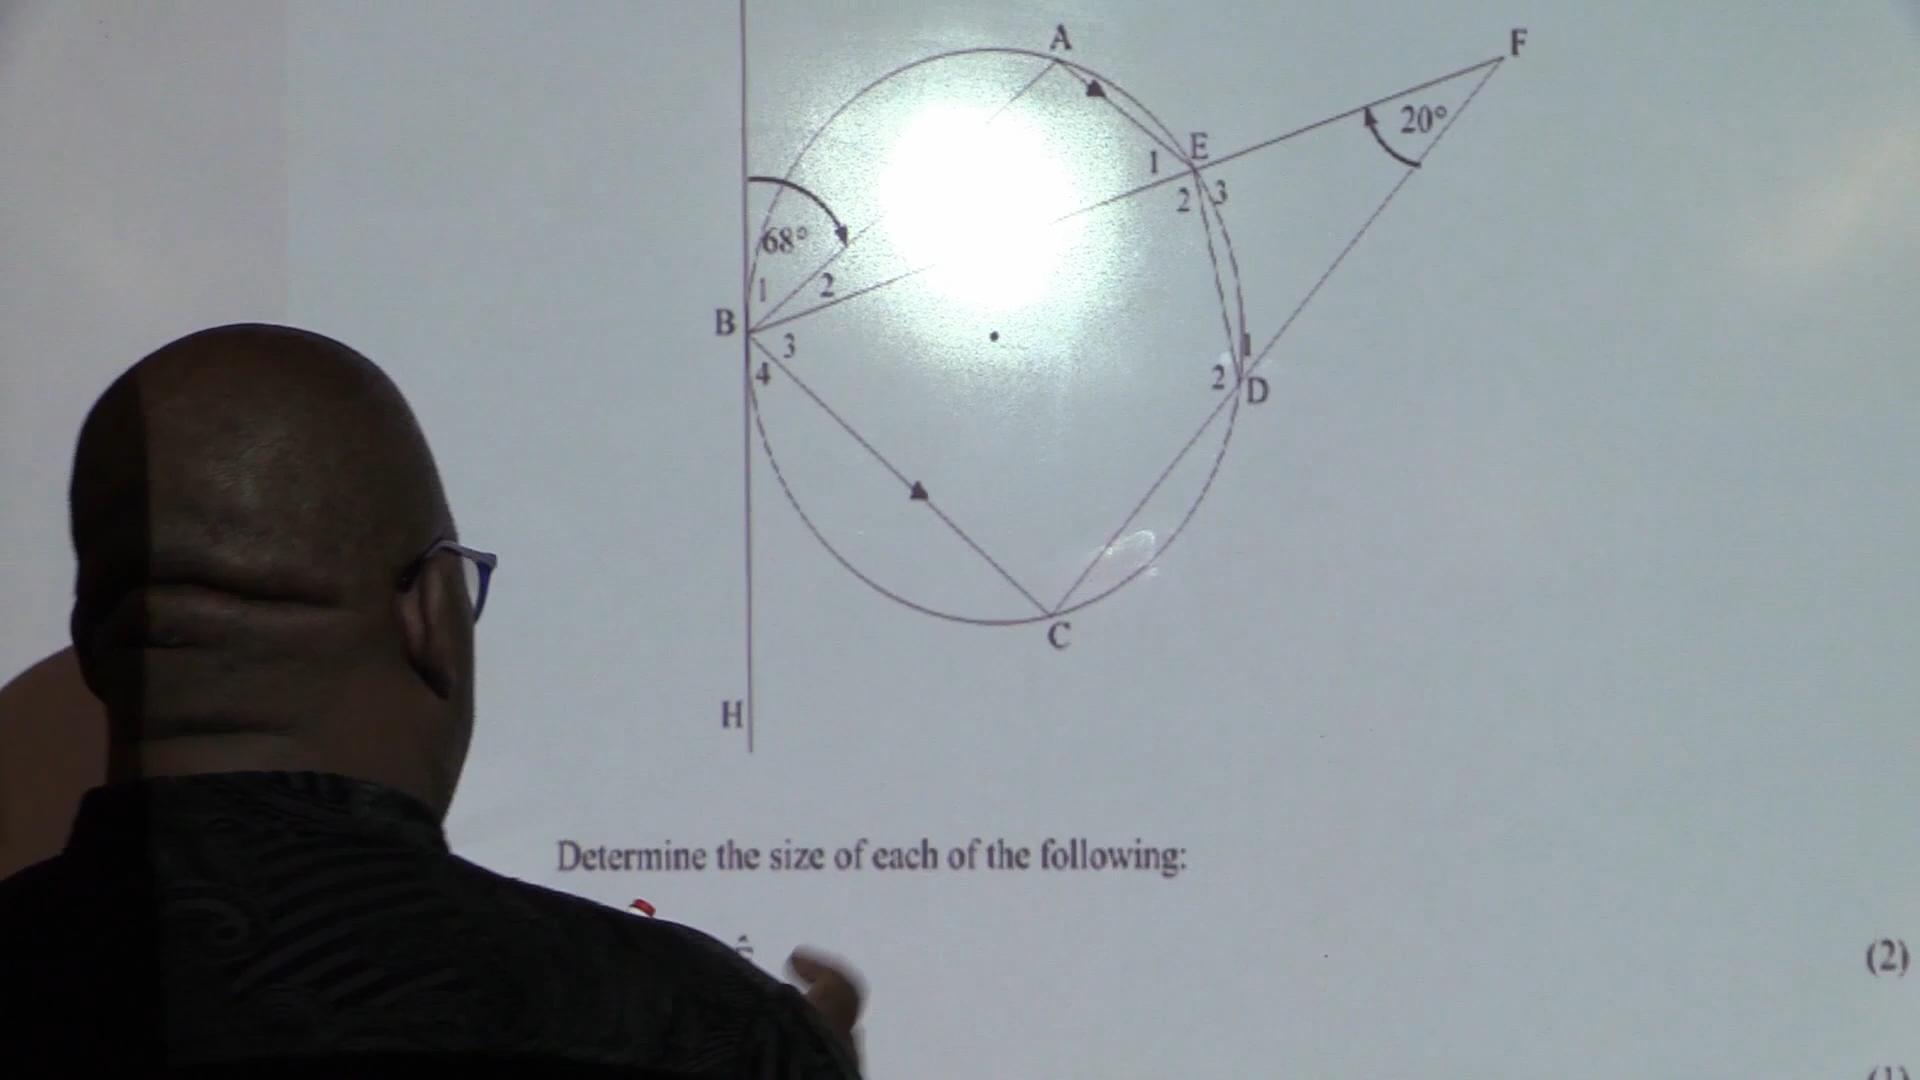 A
F
20°
E
1
2
3
68°
1
2
B
3
4
1
2
D
C
H
Determine the size of each of the following:
(2)
(1)